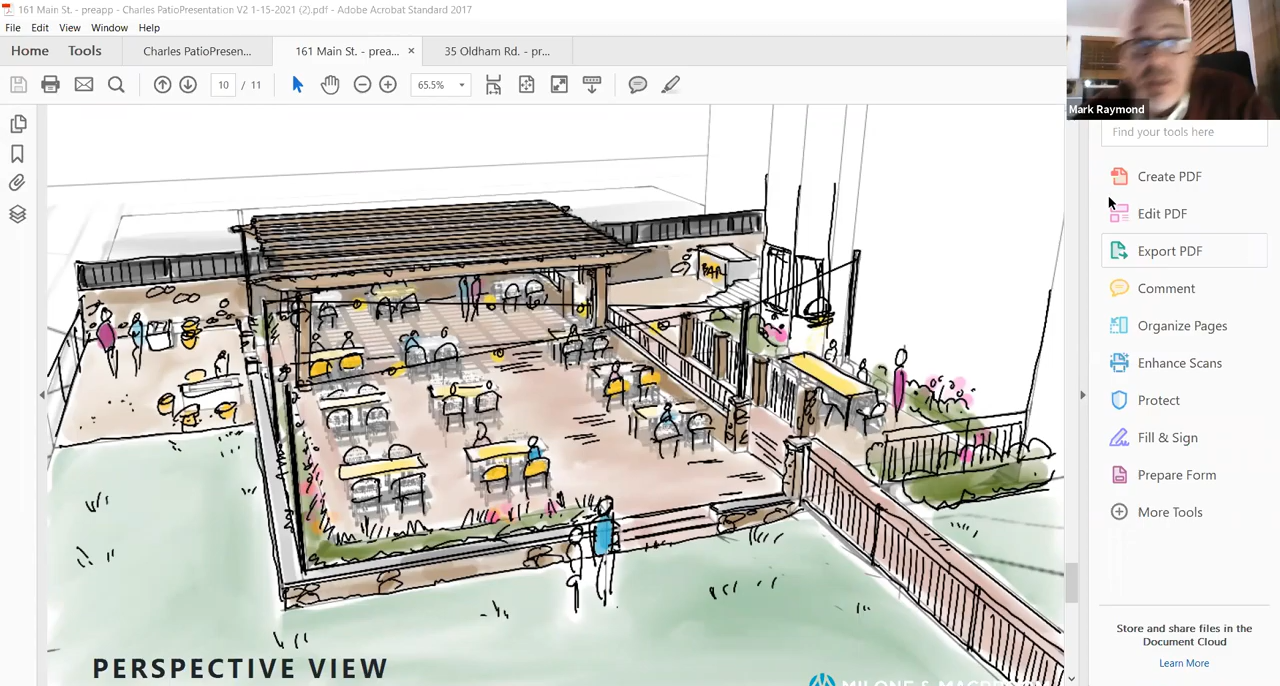 161 Main St. - preapp - Charles PatioPresentation V2 1-15-2021 (2).pdf - Adobe Acrobat Standard 2017
File Edit View Window Help
Home Tools Charles PatioPresen... 161 Main St. - prea... × 35 Oldham Rd. - pr...
10 / 11 65.5%
Mark Raymond
Find your tools here
Create PDF
Edit PDF
Export PDF
Comment
Organize Pages
Enhance Scans
Protect
Fill & Sign
Prepare Form
More Tools
Store and share files in the
Document Cloud
Learn More
BAR
PERSPECTIVE VIEW
MILONE & MACBROOM